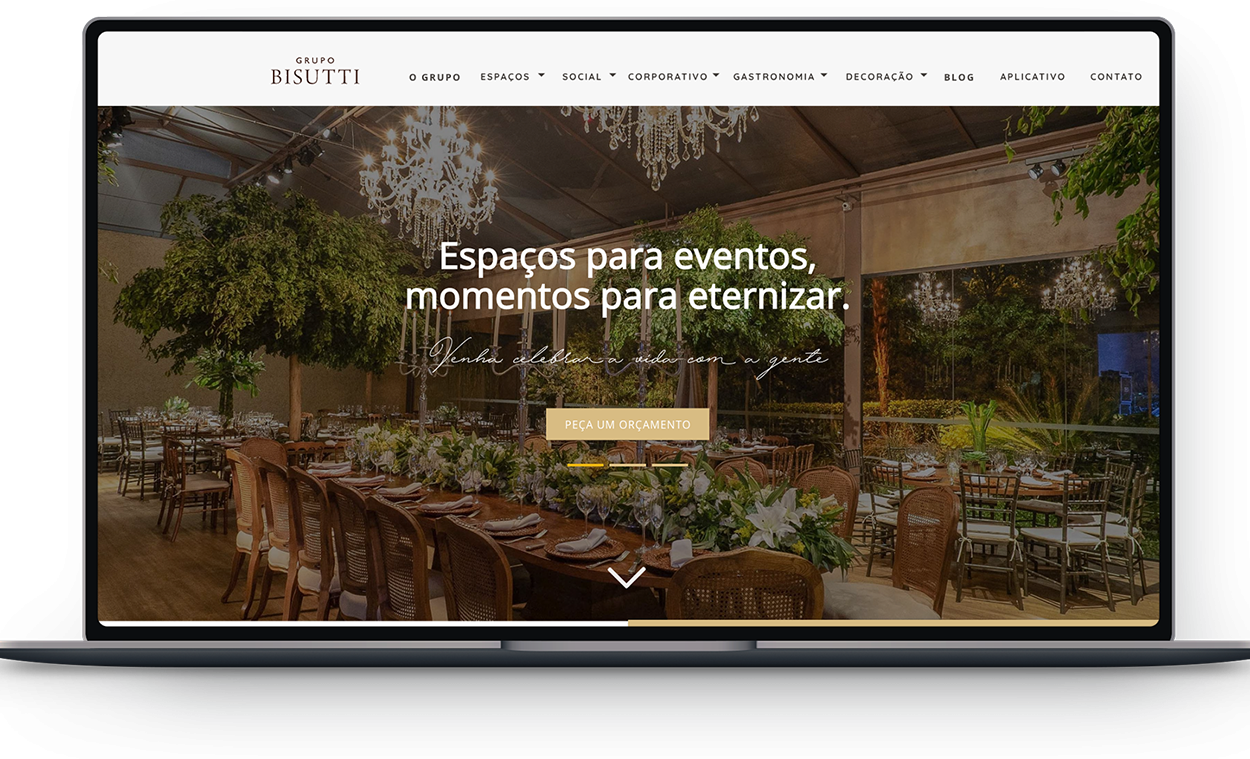 GRUPO
BISUTTI
O GRUPO ESPAÇOS SOCIAL CORPORATIVO GASTRONOMIA DECORAÇÃO BLOG APLICATIVO CONTATO
Espaços para eventos,
momentos para eternizar.
Venha celebrar a vida com a gente
PEÇA UM ORÇAMENTO